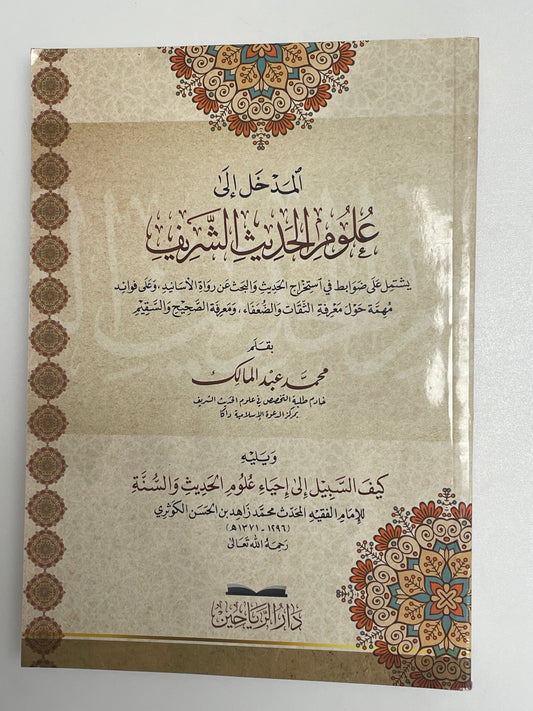 المدخل إلى
علوم الحديث الشريف
يشتمل على ضوابط في استخراج الحديث والبحث عن رواة الأسانيد، وعلى فوائد
مهمة حول معرفة الثقات والضعفاء، ومعرفة الصحيح والسقيم
بقلم
محمد عبد المالك
خادم طلبة التخصص في علوم الحديث الشريف
بمركز الدعوة الإسلامية داكا
ويليه
كيف السبيل إلى إحياء علوم الحديث والسنة
للإمام الفقيه المحدث محمد زاهد بن الحسن الكوثري
(١٢٩٦ - ١٣٧١ هـ)
رحمه الله تعالى
دار الرياحين